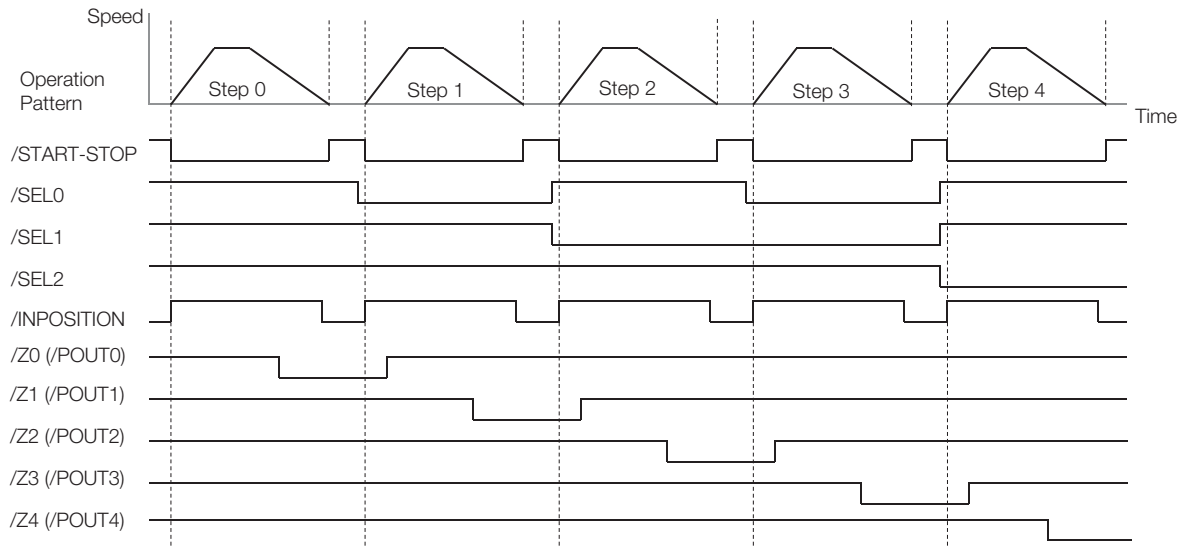 Speed
Operation
Pattern
Step 0
Step 1
Step 2
Step 3
Step 4
Time
/START-STOP
/SEL0
/SEL1
/SEL2
/INPOSITION
/Z0 (/POUT0)
/Z1 (/POUT1)
/Z2 (/POUT2)
/Z3 (/POUT3)
/Z4 (/POUT4)